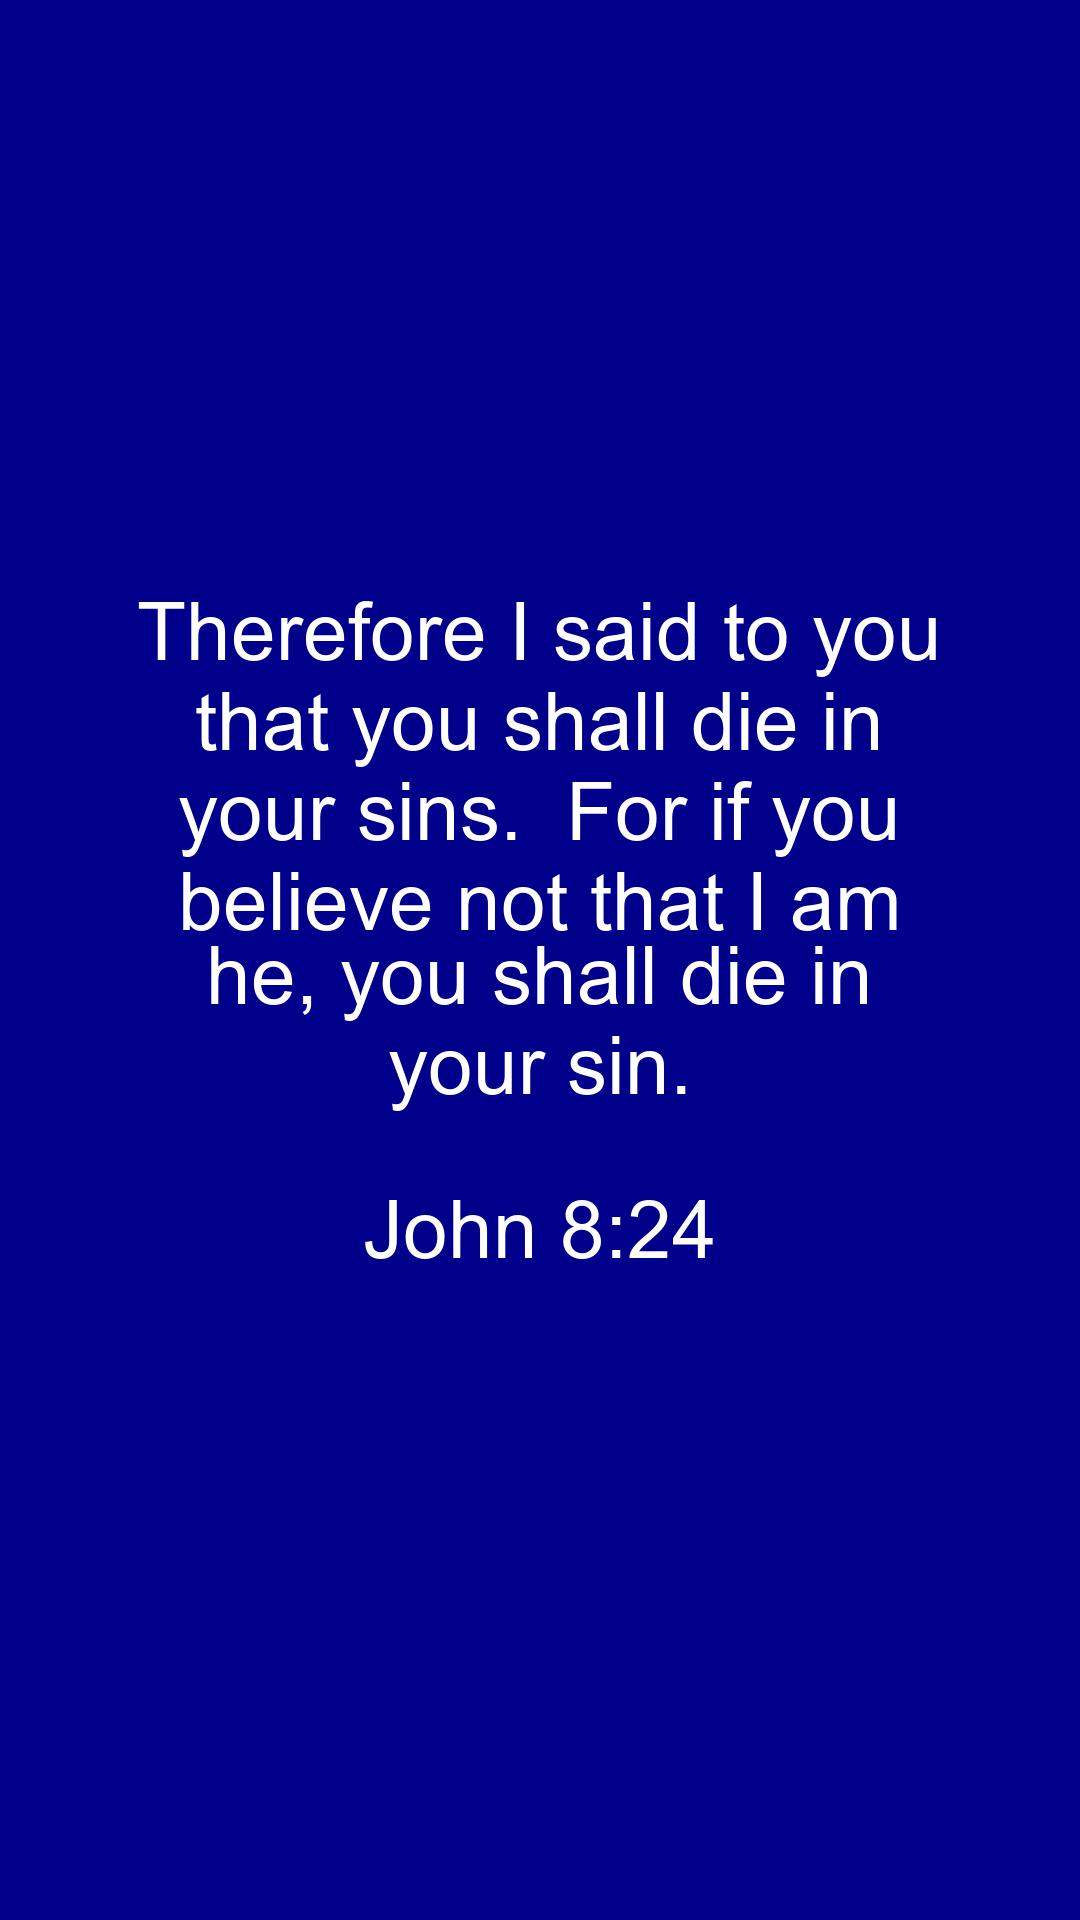 Therefore I said to you
that you shall die in
your sins.  For if you
believe not that I am
he, you shall die in
your sin.
John 8:24